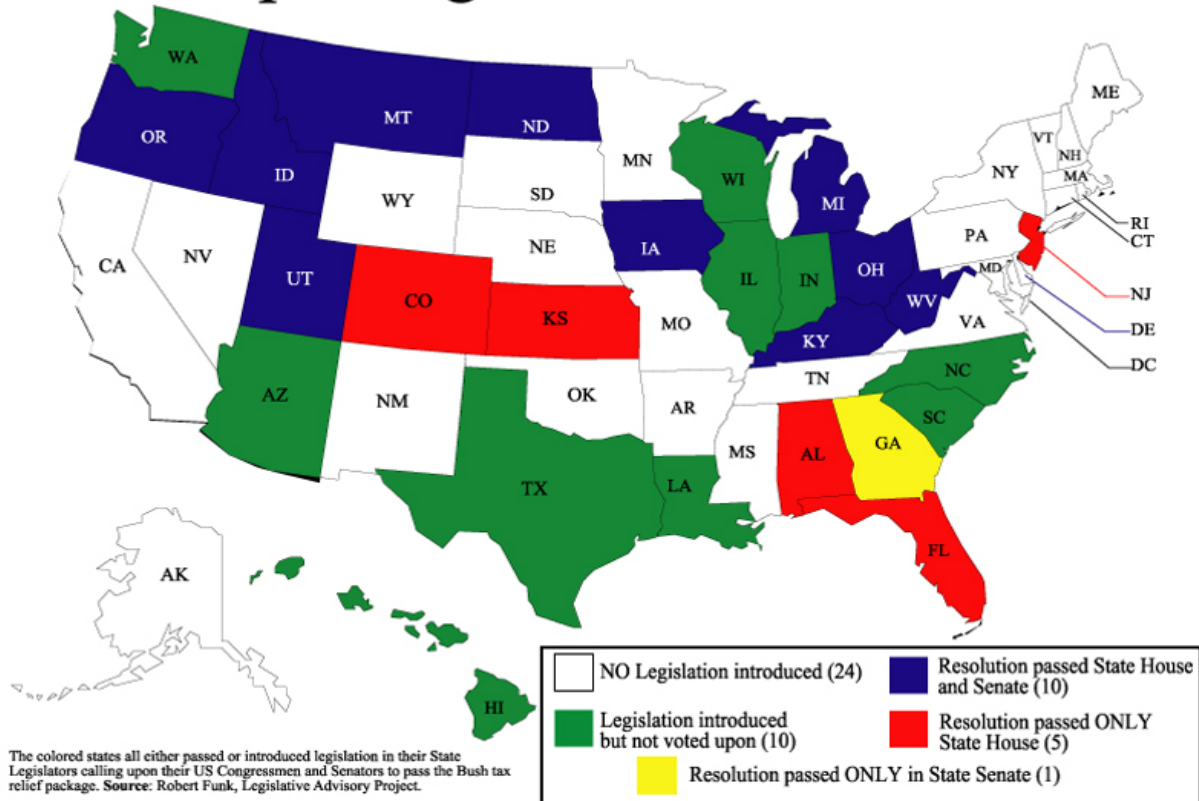 WA
MT
ND
ME
OR
VT
MN
NH
ID
WI
NY
MA
WY
SD
MI
RI
CT
IA
PA
NE
NV
CA
UT
IL
IN
OH
MD
NJ
CO
WV
KS
MO
VA
DE
KY
DC
TN
NC
AZ
NM
OK
AR
SC
MS
AL
GA
TX
LA
FL
AK
HI
NO Legislation introduced (24)
Resolution passed State House
and Senate (10)
Legislation introduced
but not voted upon (10)
Resolution passed ONLY
State House (5)
Resolution passed ONLY in State Senate (1)
The colored states all either passed or introduced legislation in their State
Legislators calling upon their US Congressmen and Senators to pass the Bush tax
relief package. Source: Robert Funk, Legislative Advisory Project.